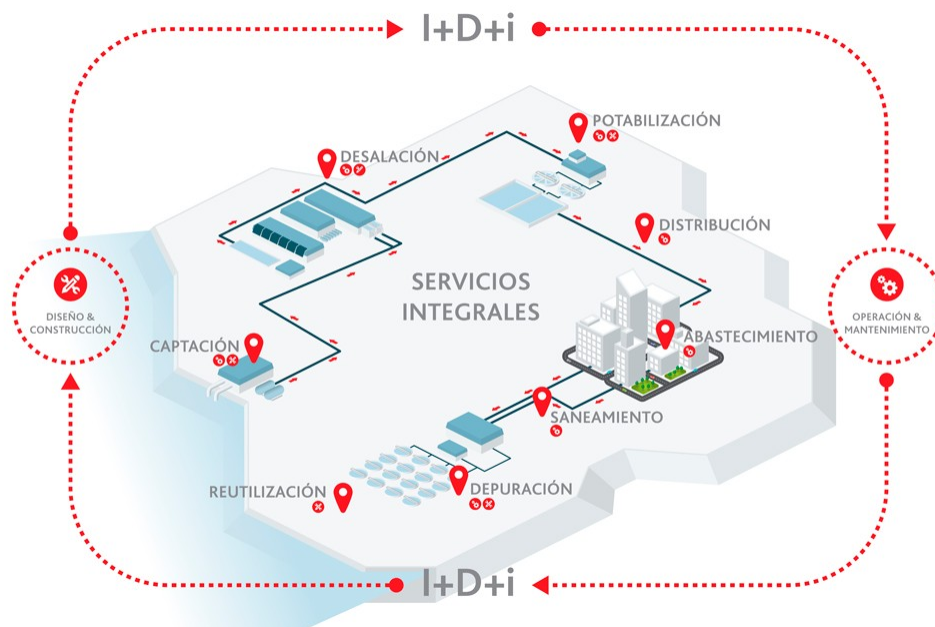 I+D+i
POTABILIZACIÓN
DESALACIÓN
DISTRIBUCIÓN
SERVICIOS
INTEGRALES
DISEÑO &
CONSTRUCCIÓN
OPERACIÓN &
MANTENIMIENTO
ABASTECIMIENTO
CAPTACIÓN
SANEAMIENTO
DEPURACIÓN
REUTILIZACIÓN
I+D+i